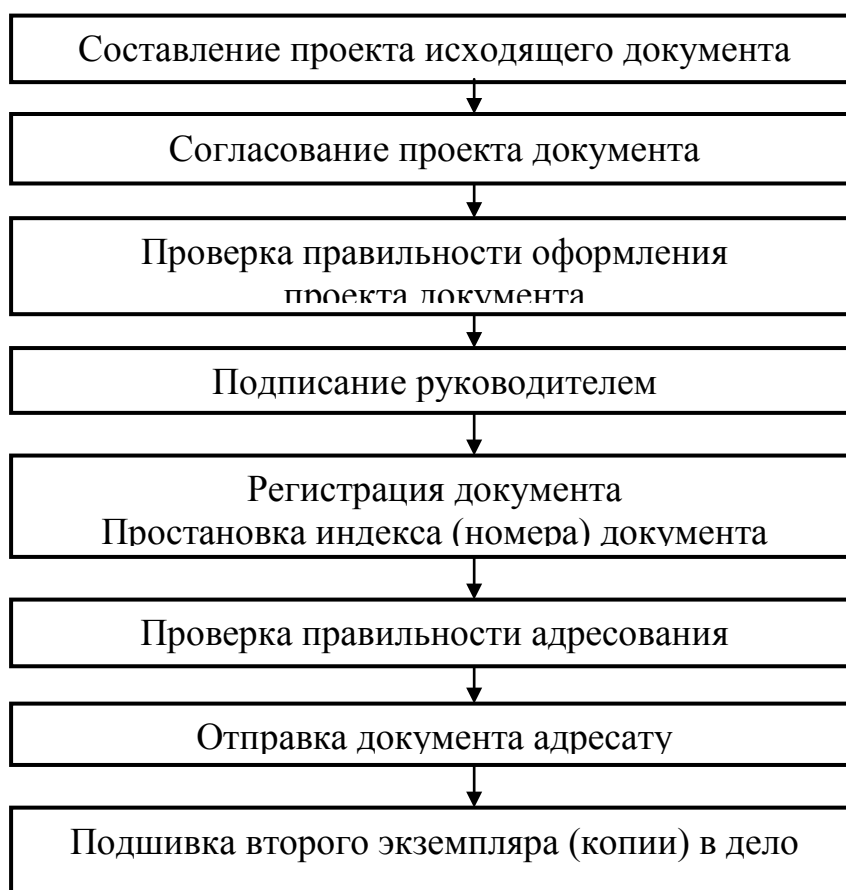 Составление проекта исходящего документа
Согласование проекта документа
Проверка правильности оформления
проекта документа
Подписание руководителем
Регистрация документа
Простановка индекса (номера) документа
Проверка правильности адресования
Отправка документа адресату
Подшивка второго экземпляра (копии) в дело